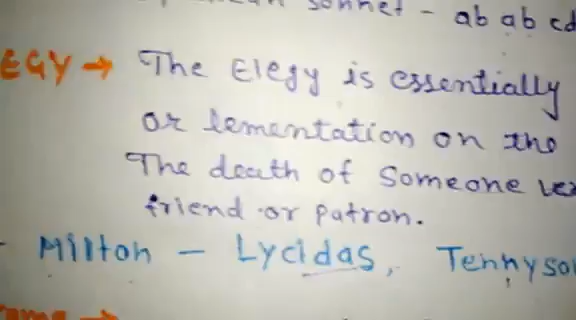 sonnet - ab ab cd
EGY → The Elegy is essentially
or lementation on the
The death of someone
friend or patron.
- Milton - Lycidas, Tennyson